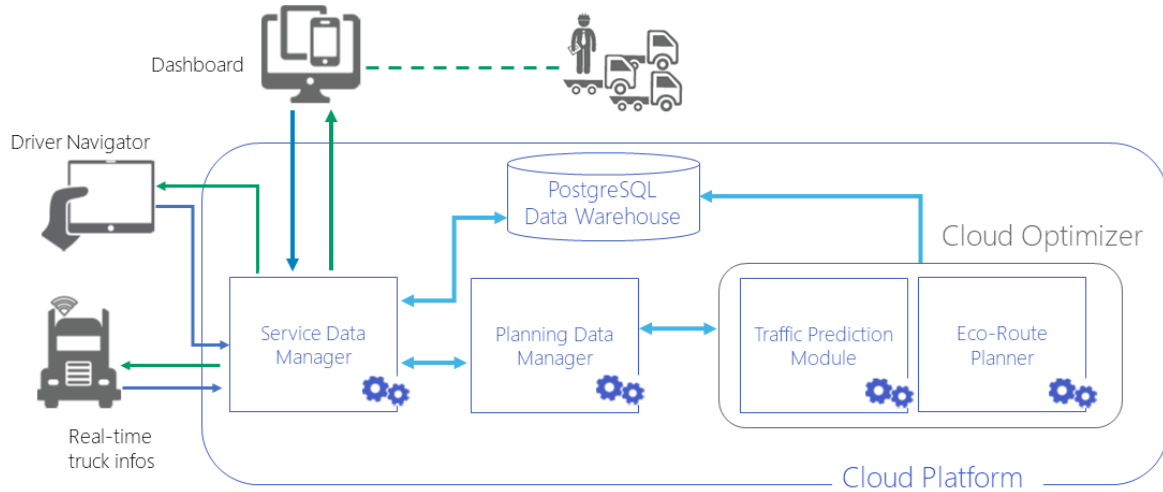 Dashboard
Driver Navigator
PostgreSQL
Data Warehouse
Cloud Optimizer
Service Data
Manager
Planning Data
Manager
Traffic Prediction
Module
Eco-Route
Planner
Real-time
truck infos
Cloud Platform